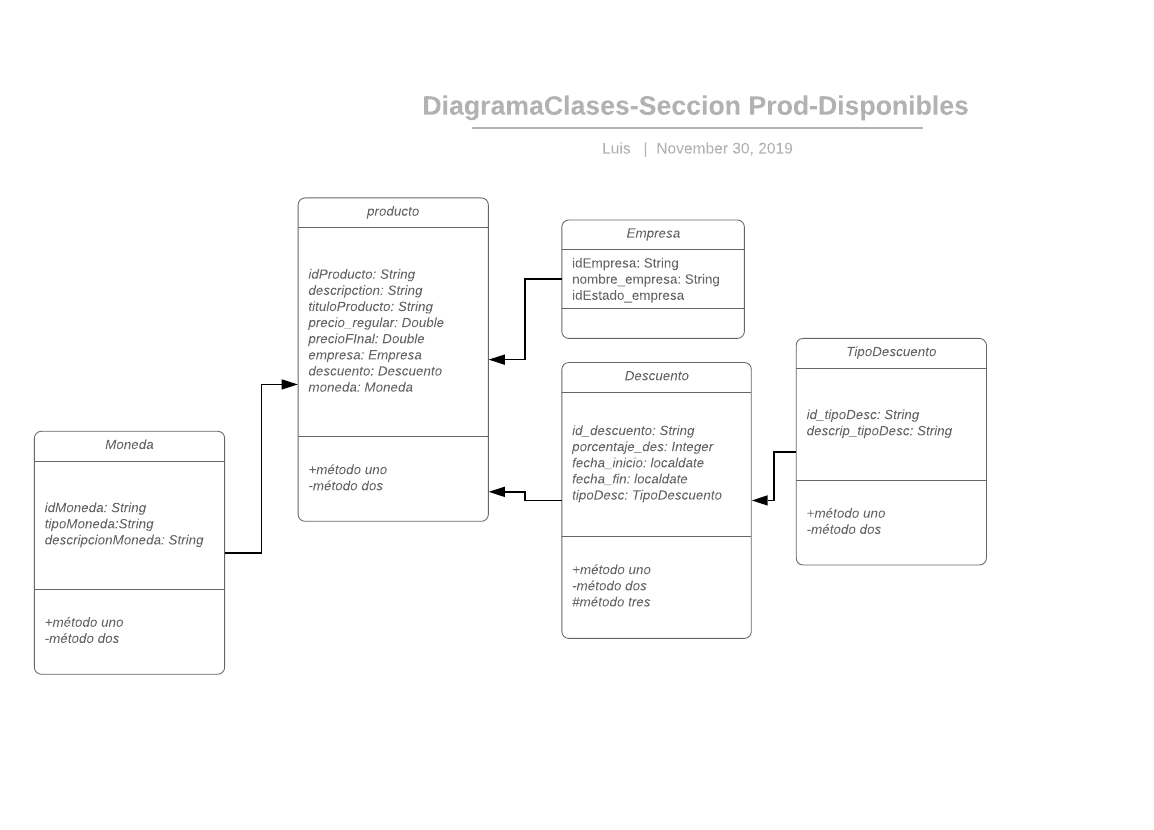 DiagramaClases-Seccion Prod-Disponibles
Luis | November 30, 2019
producto
idProducto: String
descripction: String
tituloProducto: String
precio_regular: Double
precioFInal: Double
empresa: Empresa
descuento: Descuento
moneda: Moneda
+método uno
-método dos
Empresa
idEmpresa: String
nombre_empresa: String
idEstado_empresa
Descuento
id_descuento: String
porcentaje_des: Integer
fecha_inicio: localdate
fecha_fin: localdate
tipoDesc: TipoDescuento
+método uno
-método dos
#método tres
TipoDescuento
id_tipoDesc: String
descrip_tipoDesc: String
+método uno
-método dos
Moneda
idMoneda: String
tipoMoneda:String
descripcionMoneda: String
+método uno
-método dos